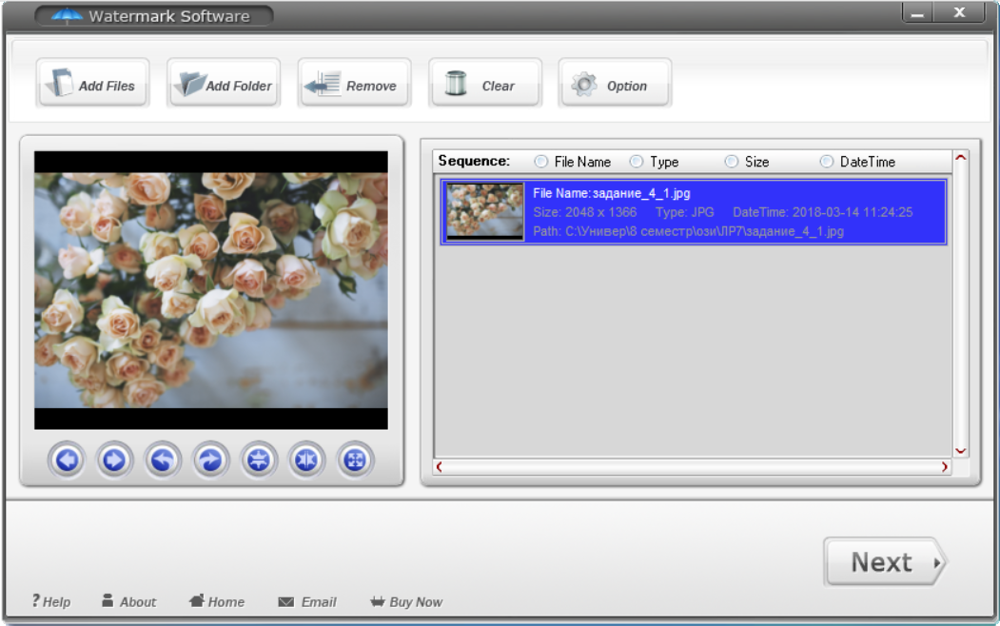 Watermark Software
Add Files
Add Folder
Remove
Clear
Option
Sequence: File Name Type Size DateTime
File Name:задание_4_1.jpg
Size: 2048 x 1366 Type: JPG DateTime: 2018-03-14 11:24:25
Path: C:\Универ\8 семестр\ози\ЛР7\задание_4_1.jpg
Next
? Help
About
Home
Email
Buy Now